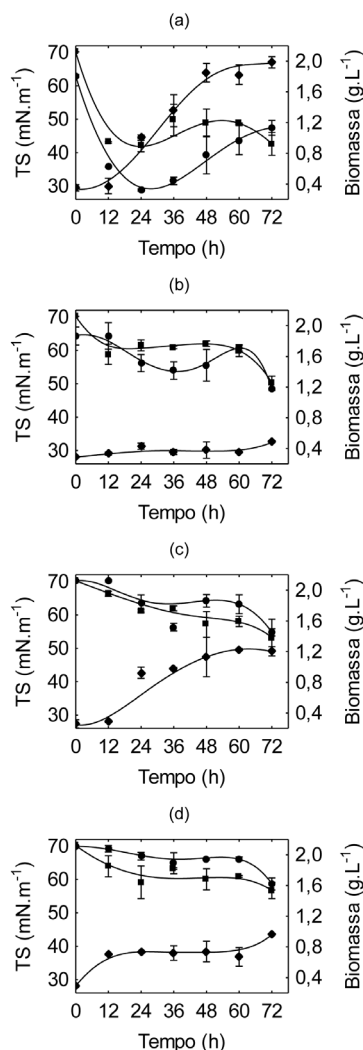 (a)
70
60
50
40
30
TS (mN.m⁻¹)
2,0
1,6
1,2
0,8
0,4
Biomassa (g.L⁻¹)
0 12 24 36 48 60 72
Tempo (h)
(b)
70
60
50
40
30
TS (mN.m⁻¹)
2,0
1,6
1,2
0,8
0,4
Biomassa (g.L⁻¹)
0 12 24 36 48 60 72
Tempo (h)
(c)
70
60
50
40
30
TS (mN.m⁻¹)
2,0
1,6
1,2
0,8
0,4
Biomassa (g.L⁻¹)
0 12 24 36 48 60 72
Tempo (h)
(d)
70
60
50
40
30
TS (mN.m⁻¹)
2,0
1,6
1,2
0,8
0,4
Biomassa (g.L⁻¹)
0 12 24 36 48 60 72
Tempo (h)